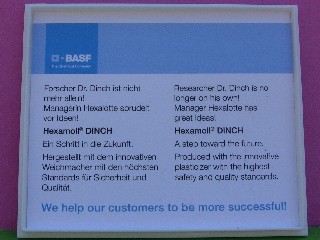 BASF
The Chemical Company
Forscher Dr. Dinch ist nicht
mehr allein!
Managerin Hexalotte sprudelt
vor Ideen!
Hexamoll® DINCH
Ein Schritt in die Zukunft.
Hergestellt mit dem innovativen
Weichmacher mit den höchsten
Standards für Sicherheit und
Qualität.
Researcher Dr. Dinch is no
longer on his own!
Manager Hexalotte has
great Ideas!
Hexamoll® DINCH
A step toward the future.
Produced with the innovative
plasticizer with the highest
safety and quality standards.
We help our customers to be more successful!